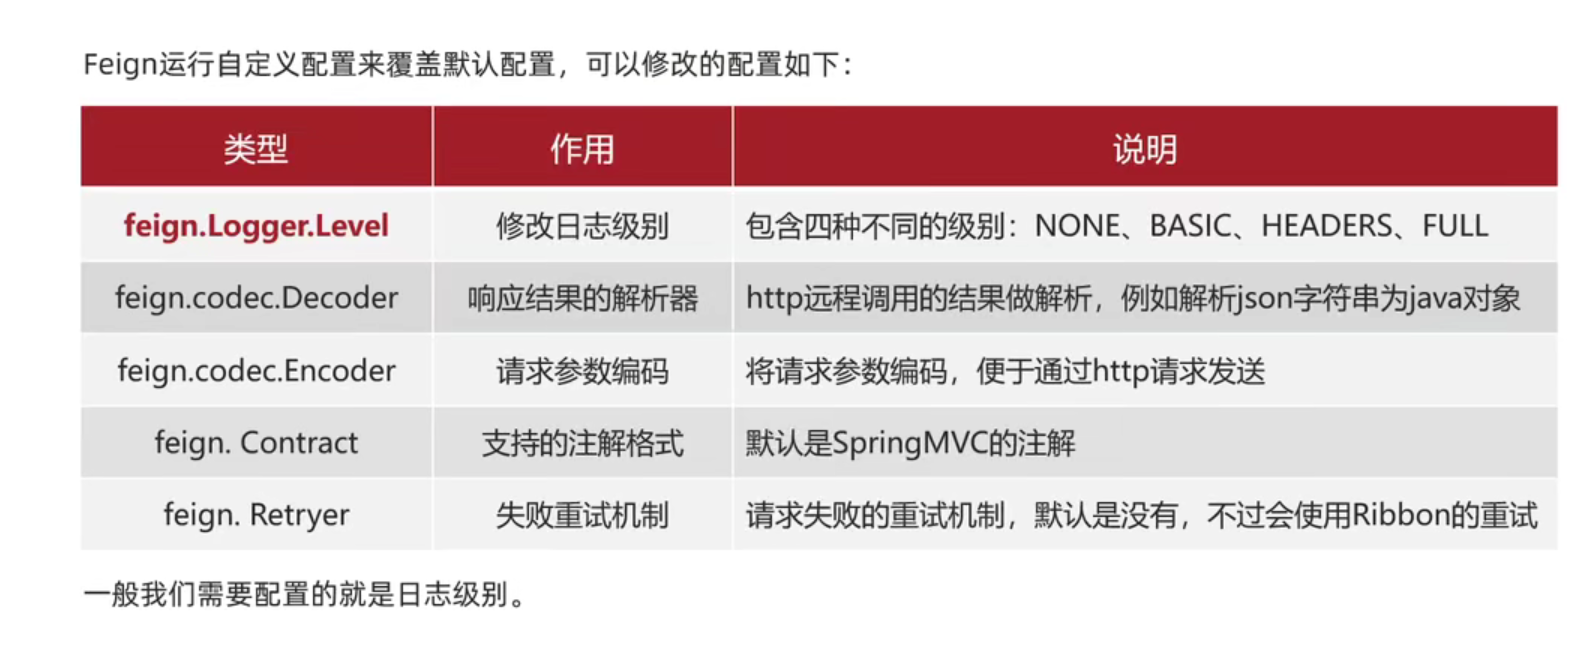 Feign运行自定义配置来覆盖默认配置，可以修改的配置如下：
类型 作用 说明
feign.Logger.Level 修改日志级别 包含四种不同的级别：NONE、BASIC、HEADERS、FULL
feign.codec.Decoder 响应结果的解析器 http远程调用的结果做解析，例如解析json字符串为java对象
feign.codec.Encoder 请求参数编码 将请求参数编码，便于通过http请求发送
feign. Contract 支持的注解格式 默认是SpringMVC的注解
feign. Retryer 失败重试机制 请求失败的重试机制，默认是没有，不过会使用Ribbon的重试
一般我们需要配置的就是日志级别。